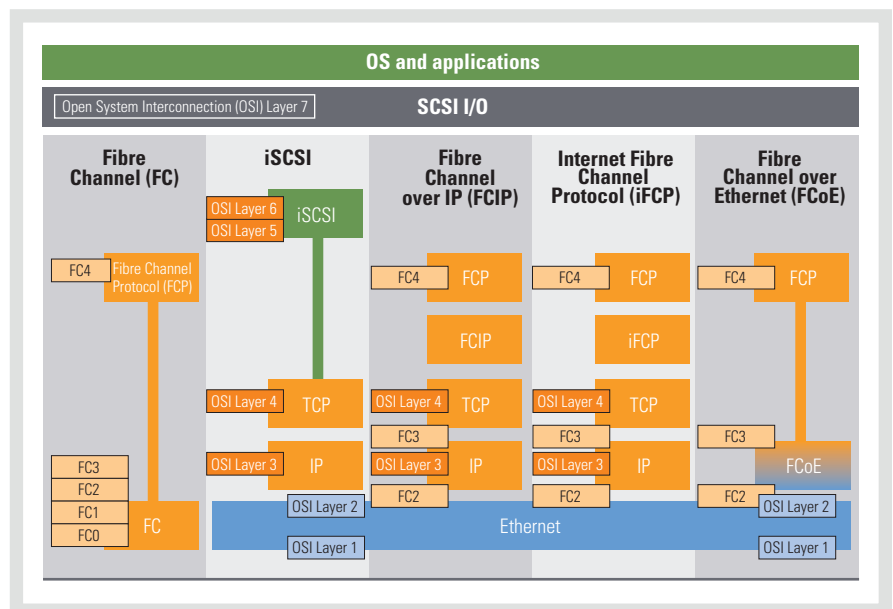 OS and applications
Open System Interconnection (OSI) Layer 7
SCSI I/O
Fibre
Channel (FC)
FC4
Fibre Channel
Protocol (FCP)
FC3
FC2
FC1
FC0
FC
iSCSI
OSI Layer 6
OSI Layer 5
iSCSI
OSI Layer 4
TCP
OSI Layer 3
IP
Fibre
Channel
over IP (FCIP)
FC4
FCP
FCIP
OSI Layer 4
TCP
FC3
OSI Layer 3
IP
FC2
Internet Fibre
Channel
Protocol (iFCP)
FC4
FCP
iFCP
OSI Layer 4
TCP
FC3
OSI Layer 3
IP
FC2
Fibre
Channel over
Ethernet (FCoE)
FC4
FCP
FC3
FCoE
FC2
OSI Layer 2
OSI Layer 2
Ethernet
OSI Layer 1
OSI Layer 1